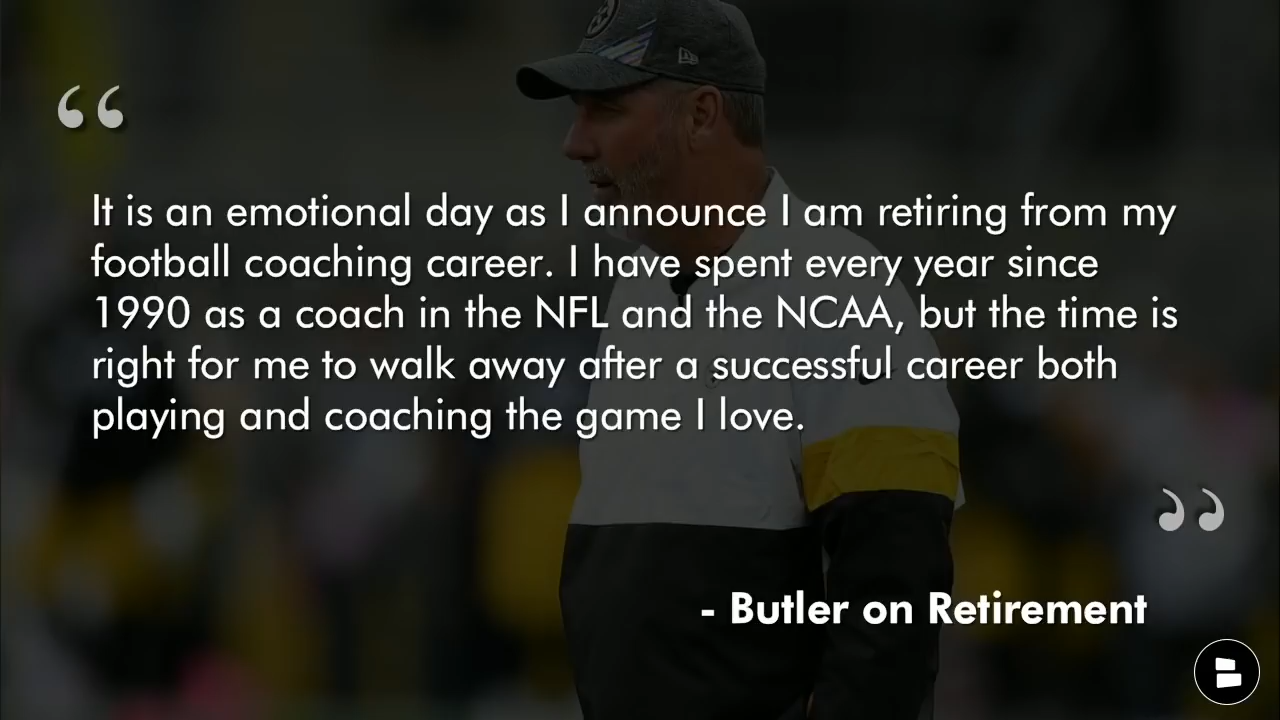 “
It is an emotional day as I announce I am retiring from my
football coaching career. I have spent every year since
1990 as a coach in the NFL and the NCAA, but the time is
right for me to walk away after a successful career both
playing and coaching the game I love.
”
- Butler on Retirement